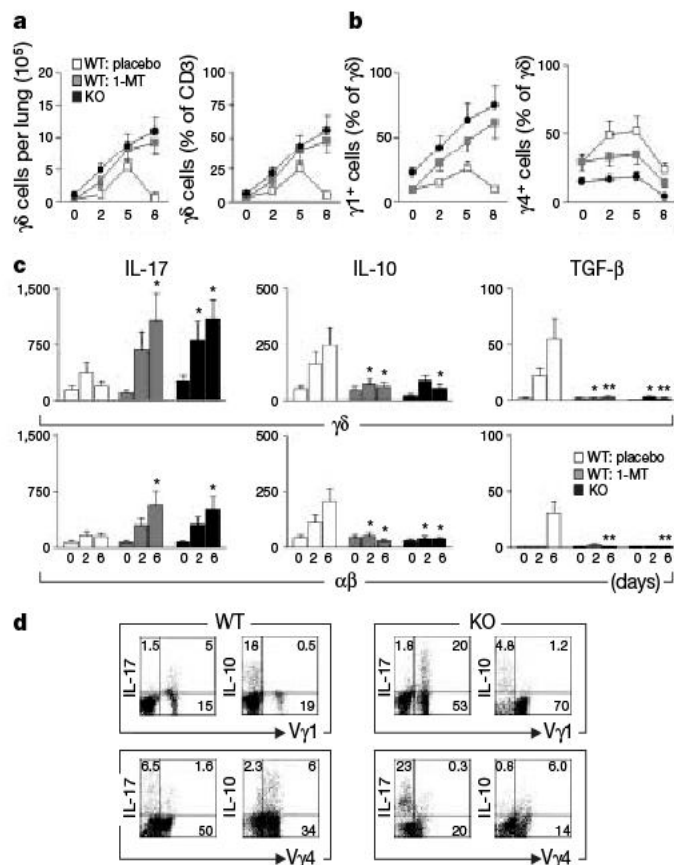 a
γδ cells per lung (10⁵)
20
15
10
5
0
WT: placebo
WT: 1-MT
KO
0 2 5 8
γδ cells (% of CD3)
100
75
50
25
0
0 2 5 8
b
γ1+ cells (% of γδ)
100
50
0
0 2 5 8
γ4+ cells (% of γδ)
100
50
0
0 2 5 8
c
IL-17 IL-10 TGF-β
1,500
750
0
500
250
0
100
50
0
* * *
* * *
* ** * **
γδ
1,500
750
0
500
250
0
100
50
0
* *
* * * *
WT: placebo
WT: 1-MT
KO
** **
0 2 6 0 2 6 0 2 6
0 2 6 0 2 6 0 2 6
0 2 6 0 2 6 0 2 6
αβ
(days)
d
WT KO
IL-17
1.5 5
15
IL-10
18 0.5
19
Vγ1
IL-17
1.8 20
53
IL-10
4.8 1.2
70
Vγ1
IL-17
6.5 1.6
50
IL-10
2.3 6
34
Vγ4
IL-17
23 0.3
20
IL-10
0.8 6.0
14
Vγ4